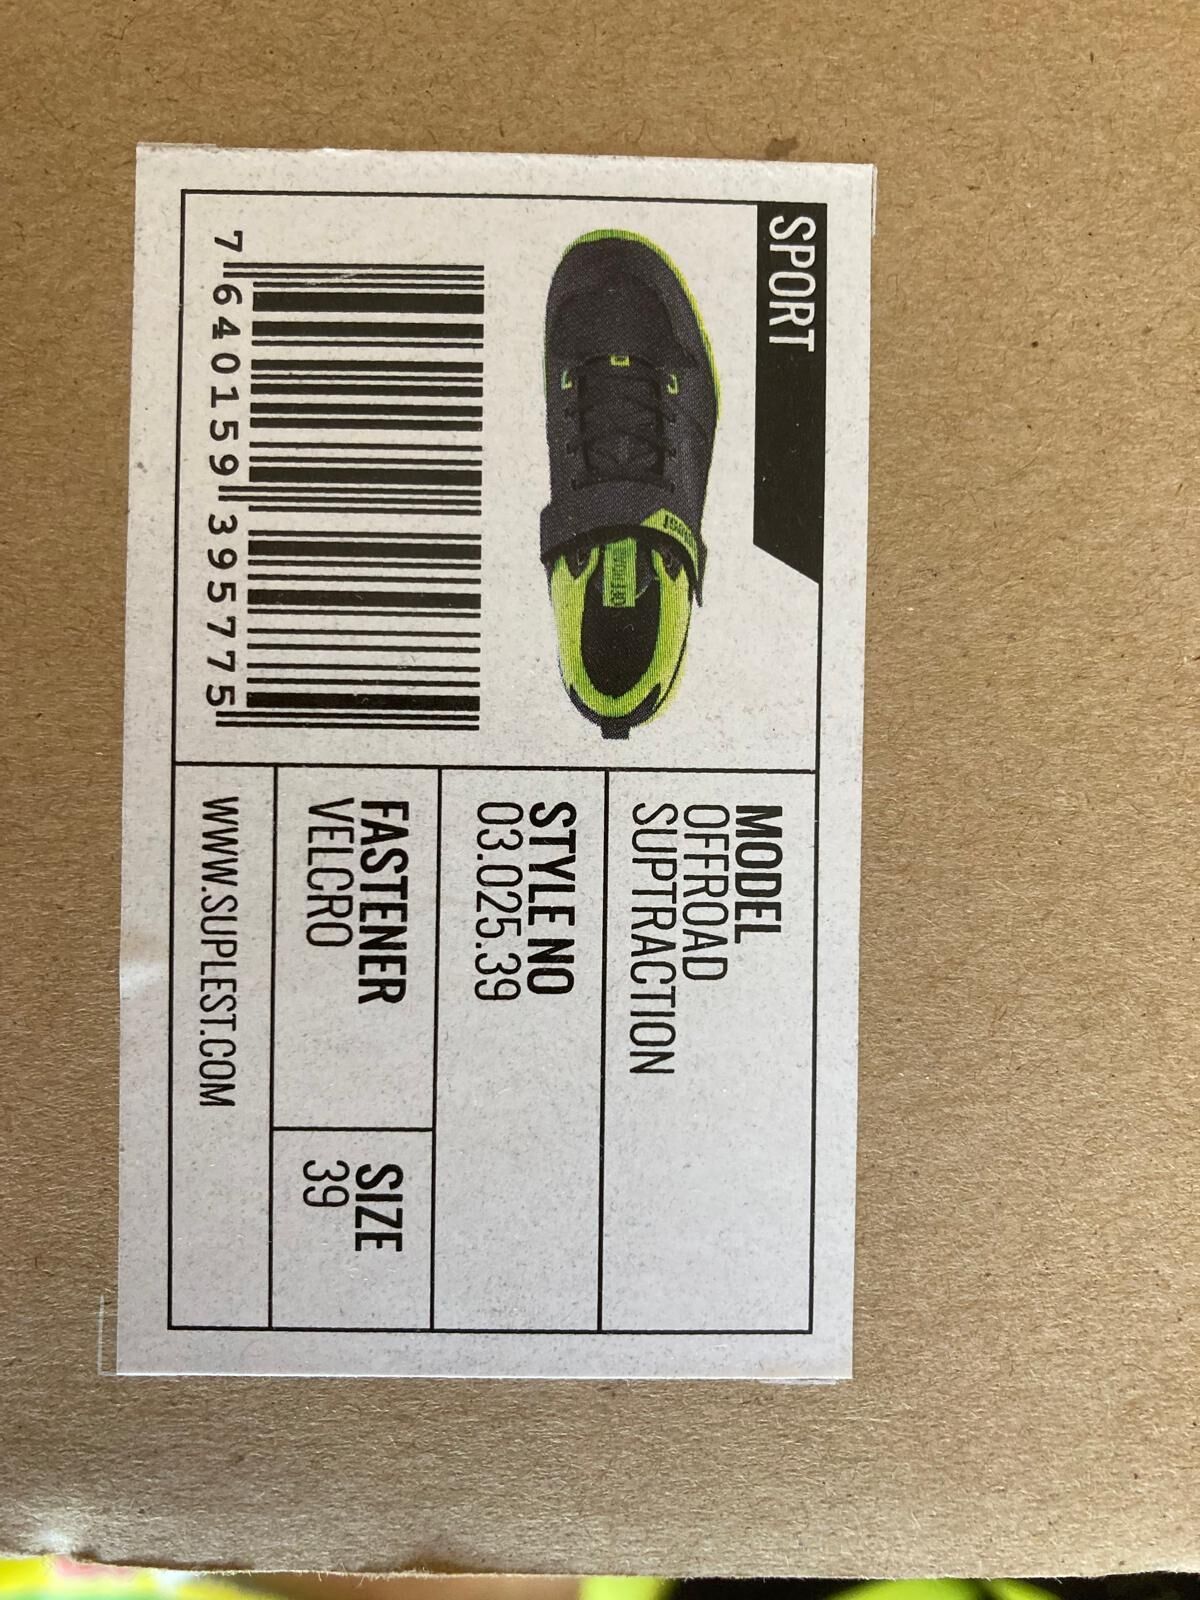 SPORT
7 640159 395775
MODEL
OFFROAD
SUPTRACTION
STYLE NO
03.025.39
FASTENER
VELCRO
SIZE
39
WWW.SUPLEST.COM